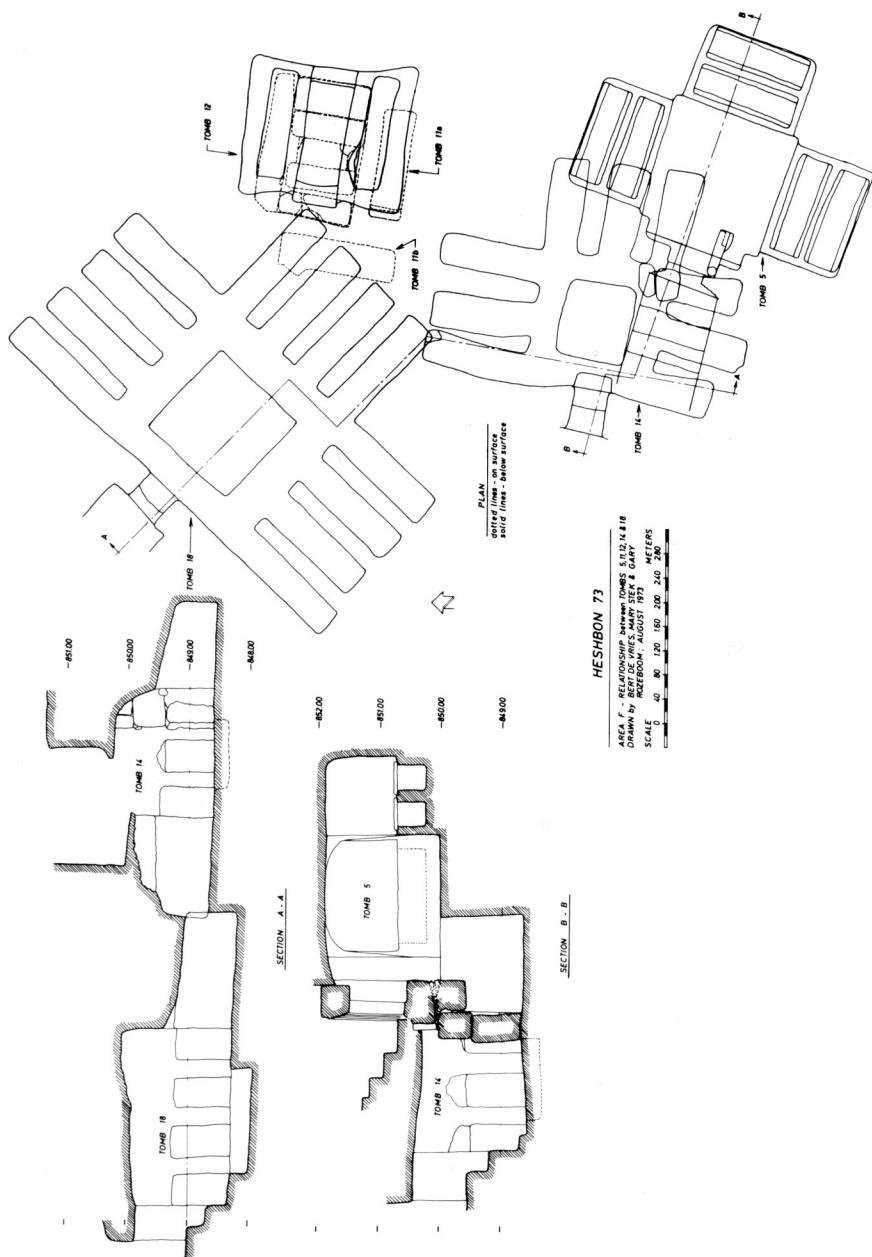 TOMB 12
TOMB 11a
TOMB 11b
TOMB 18
TOMB 14
TOMB 5
A
A
B
B
PLAN
dotted lines - on surface
solid lines - below surface
N
-851.00
-850.00
-849.00
-848.00
TOMB 14
TOMB 18
SECTION A - A
-852.00
-851.00
-850.00
-849.00
TOMB 5
TOMB 14
SECTION B - B
HESHBON 73
AREA F - RELATIONSHIP between TOMBS 5,11,12,14 & 18
DRAWN by BERT DE VRIES, MARY STEK & GARY
ROZEBOOM; AUGUST 1973
SCALE METERS
0 40 80 120 160 200 240 280